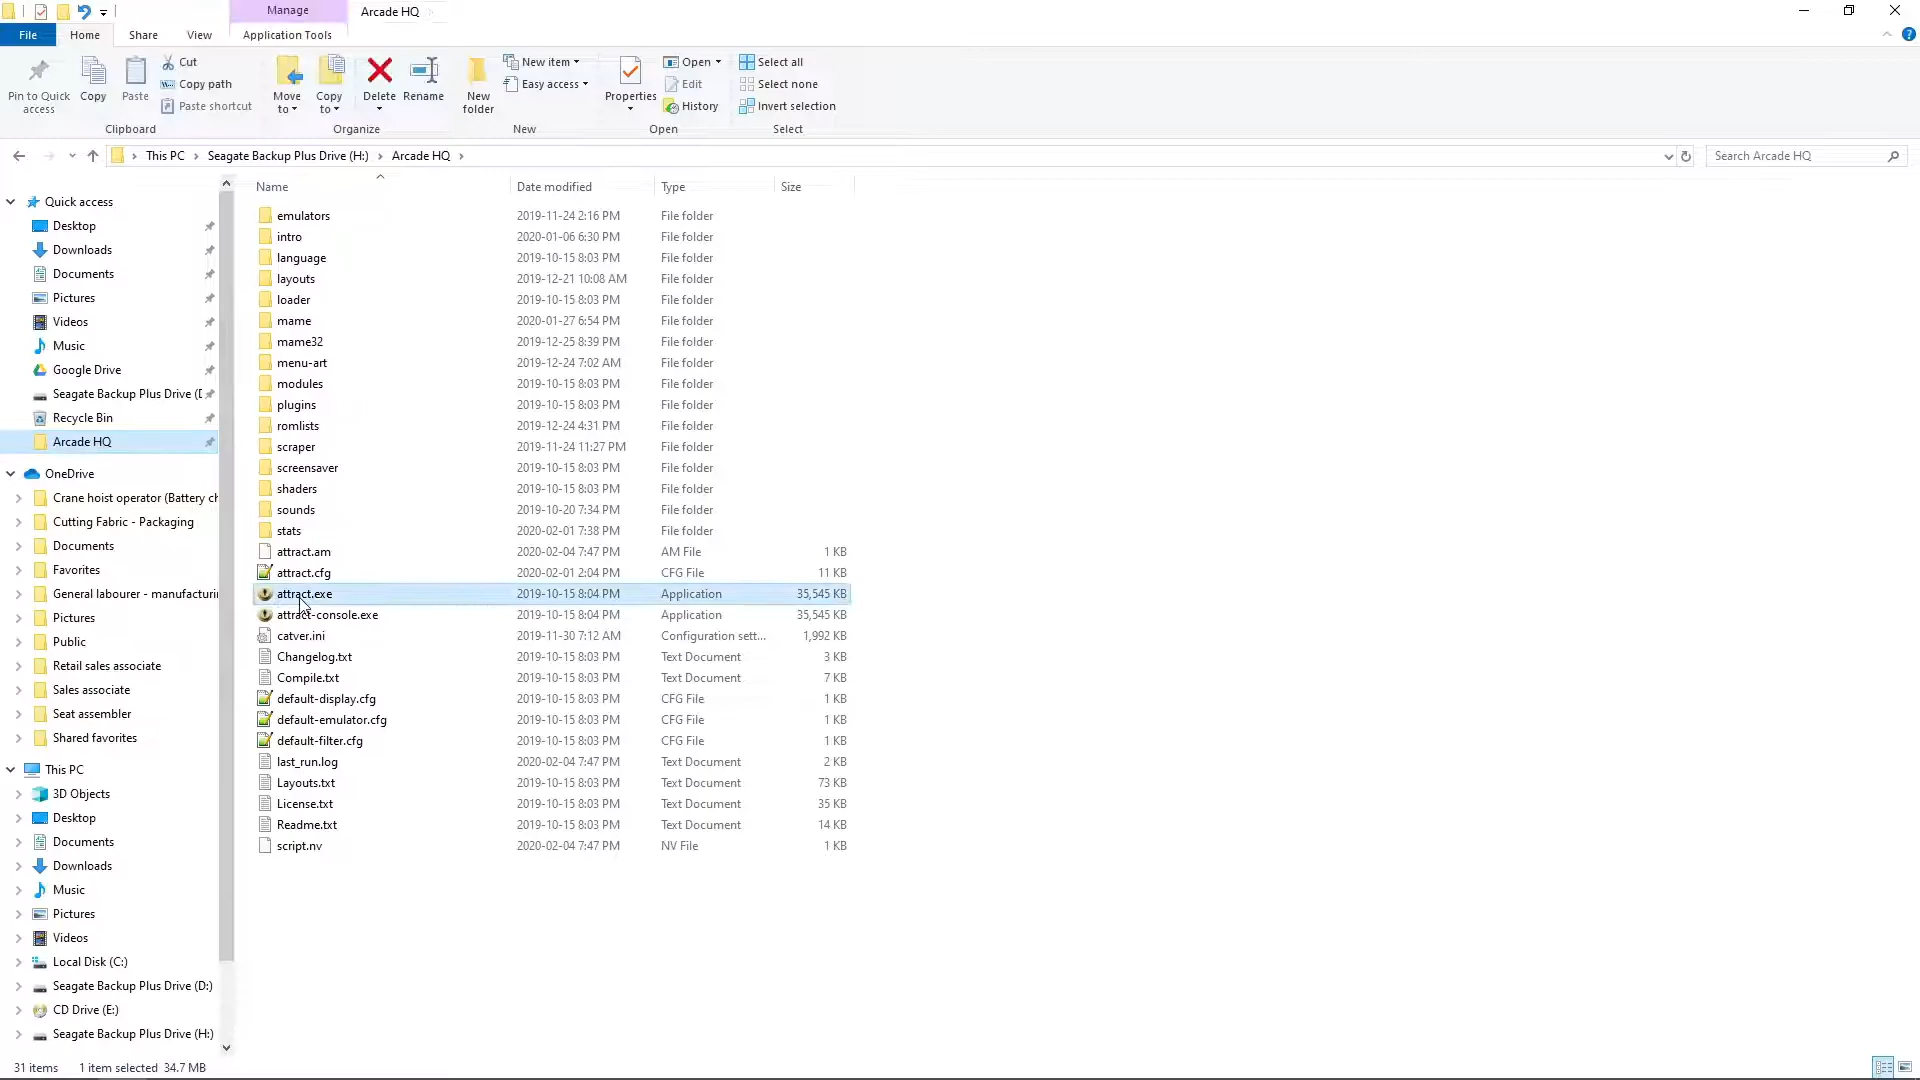 Manage
Arcade HQ
File
Home
Share
View
Application Tools
Pin to Quick access
Copy
Paste
Cut
Copy path
Paste shortcut
Clipboard
Move to
Copy to
Delete
Rename
Organize
New folder
New item
Easy access
New
Properties
Open
Edit
History
Open
Select all
Select none
Invert selection
Select
This PC
Seagate Backup Plus Drive (H:)
Arcade HQ
Search Arcade HQ
Name
Date modified
Type
Size
Quick access
Desktop
Downloads
Documents
Pictures
Videos
Music
Google Drive
Seagate Backup Plus Drive (D
Recycle Bin
Arcade HQ
OneDrive
Crane hoist operator (Battery ch
Cutting Fabric - Packaging
Documents
Favorites
General labourer - manufacturin
Pictures
Public
Retail sales associate
Sales associate
Seat assembler
Shared favorites
This PC
3D Objects
Desktop
Documents
Downloads
Music
Pictures
Videos
Local Disk (C:)
Seagate Backup Plus Drive (D:)
CD Drive (E:)
Seagate Backup Plus Drive (H:)
emulators 2019-11-24 2:16 PM File folder
intro 2020-01-06 6:30 PM File folder
language 2019-10-15 8:03 PM File folder
layouts 2019-12-21 10:08 AM File folder
loader 2019-10-15 8:03 PM File folder
mame 2020-01-27 6:54 PM File folder
mame32 2019-12-25 8:39 PM File folder
menu-art 2019-12-24 7:02 AM File folder
modules 2019-10-15 8:03 PM File folder
plugins 2019-10-15 8:03 PM File folder
romlists 2019-12-24 4:31 PM File folder
scraper 2019-11-24 11:27 PM File folder
screensaver 2019-10-15 8:03 PM File folder
shaders 2019-10-15 8:03 PM File folder
sounds 2019-10-20 7:34 PM File folder
stats 2020-02-01 7:38 PM File folder
attract.am 2020-02-04 7:47 PM AM File 1 KB
attract.cfg 2020-02-01 2:04 PM CFG File 11 KB
attract.exe 2019-10-15 8:04 PM Application 35,545 KB
attract-console.exe 2019-10-15 8:04 PM Application 35,545 KB
catver.ini 2019-11-30 7:12 AM Configuration sett... 1,992 KB
Changelog.txt 2019-10-15 8:03 PM Text Document 3 KB
Compile.txt 2019-10-15 8:03 PM Text Document 7 KB
default-display.cfg 2019-10-15 8:03 PM CFG File 1 KB
default-emulator.cfg 2019-10-15 8:03 PM CFG File 1 KB
default-filter.cfg 2019-10-15 8:03 PM CFG File 1 KB
last_run.log 2020-02-04 7:47 PM Text Document 2 KB
Layouts.txt 2019-10-15 8:03 PM Text Document 73 KB
License.txt 2019-10-15 8:03 PM Text Document 35 KB
Readme.txt 2019-10-15 8:03 PM Text Document 14 KB
script.nv 2020-02-04 7:47 PM NV File 1 KB
31 items 1 item selected 34.7 MB